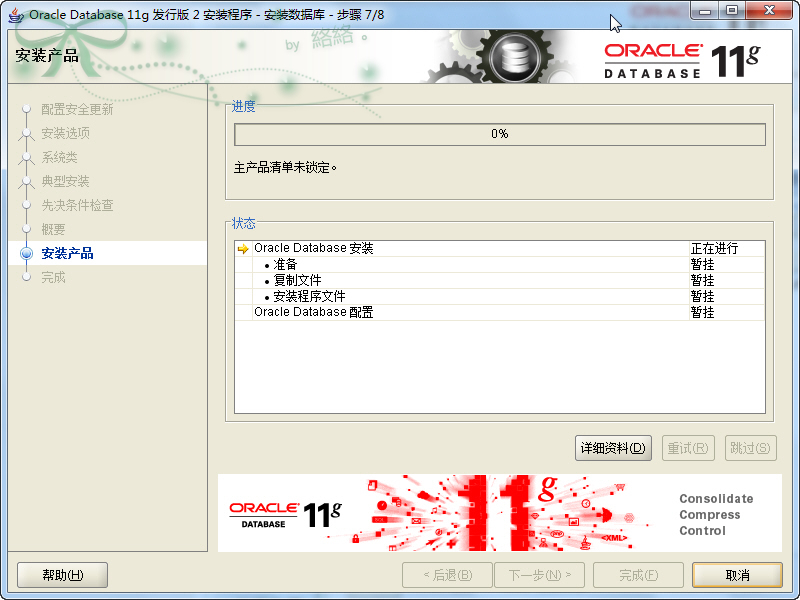 Oracle Database 11g 发行版 2 安装程序 - 安装数据库 - 步骤 7/8
安装产品
by 絡絡。
ORACLE
DATABASE 11g
配置安全更新
安装选项
系统类
典型安装
先决条件检查
概要
安装产品
完成
进度
0%
主产品清单未锁定。
状态
Oracle Database 安装 正在进行
• 准备 暂挂
• 复制文件 暂挂
• 安装程序文件 暂挂
Oracle Database 配置 暂挂
详细资料(D) 重试(R) 跳过(S)
ORACLE
DATABASE 11g
11g
<XML>
Consolidate
Compress
Control
帮助(H) < 后退(B) 下一步(N) > 完成(F) 取消